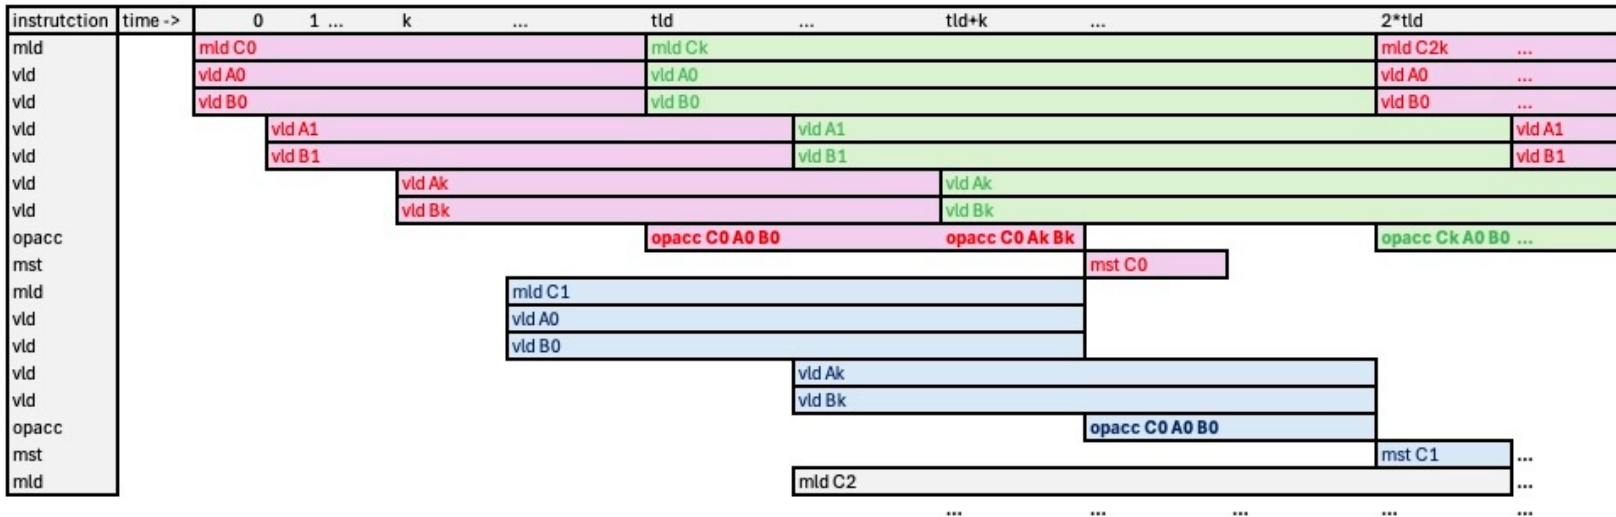 instrutction time -> 0 1 ... k ... tld ... tld+k ... 2*tld
mld mld C0 mld Ck mld C2k ...
vld vld A0 vld A0 vld A0 ...
vld vld B0 vld B0 vld B0 ...
vld vld A1 vld A1 vld A1
vld vld B1 vld B1 vld B1
vld vld Ak vld Ak
vld vld Bk vld Bk
opacc opacc C0 A0 B0 opacc C0 Ak Bk opacc Ck A0 B0 ...
mst mst C0
mld mld C1
vld vld A0
vld vld B0
vld vld Ak
vld vld Bk
opacc opacc C0 A0 B0
mst mst C1 ...
mld mld C2 ...
... ... ... ... ...